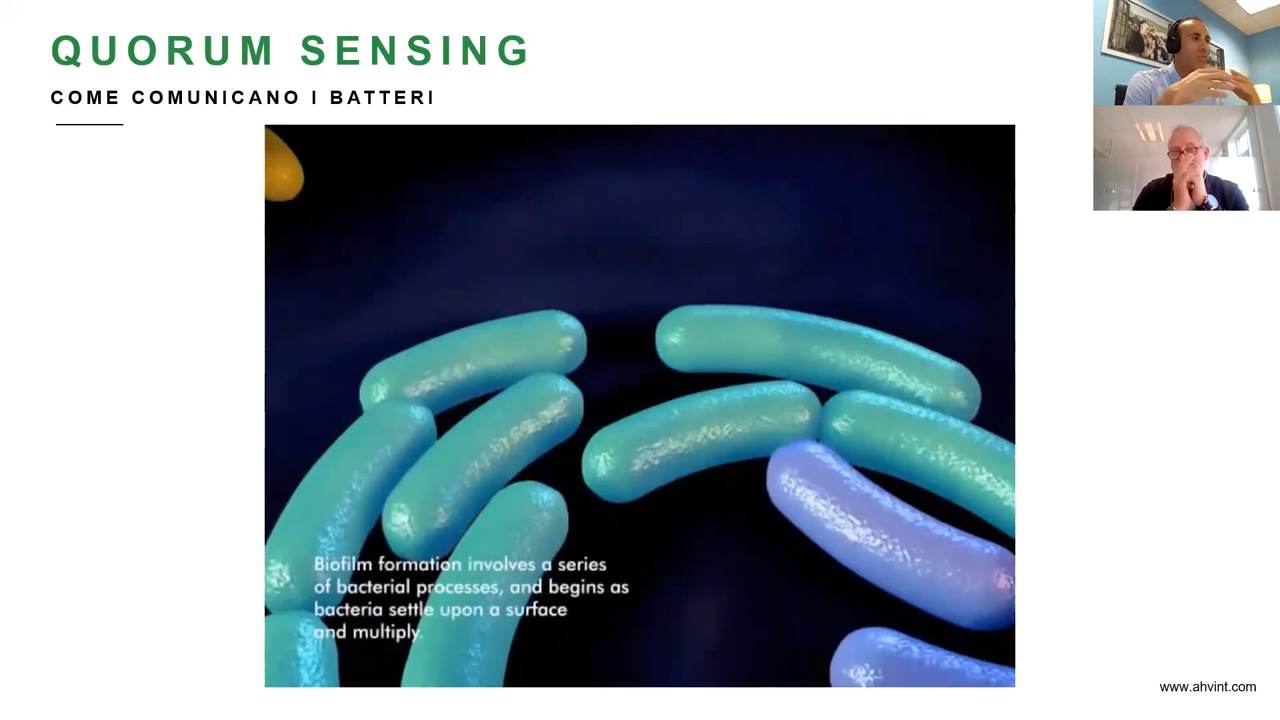 QUORUM SENSING
COME COMUNICANO I BATTERI
Biofilm formation involves a series
of bacterial processes, and begins as
bacteria settle upon a surface
and multiply.
www.ahvint.com